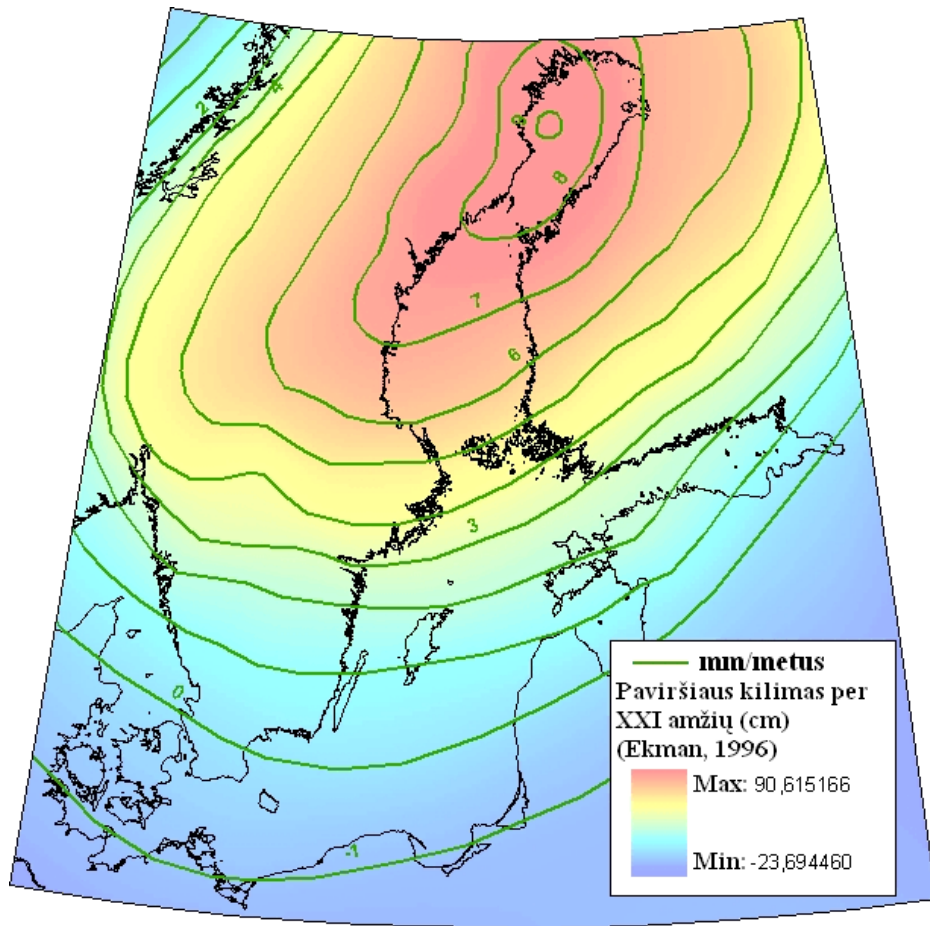 2
4
8
8
7
6
3
0
-1
mm/metus
Paviršiaus kilimas per
XXI amžių (cm)
(Ekman, 1996)
Max: 90,615166
Min: -23,694460